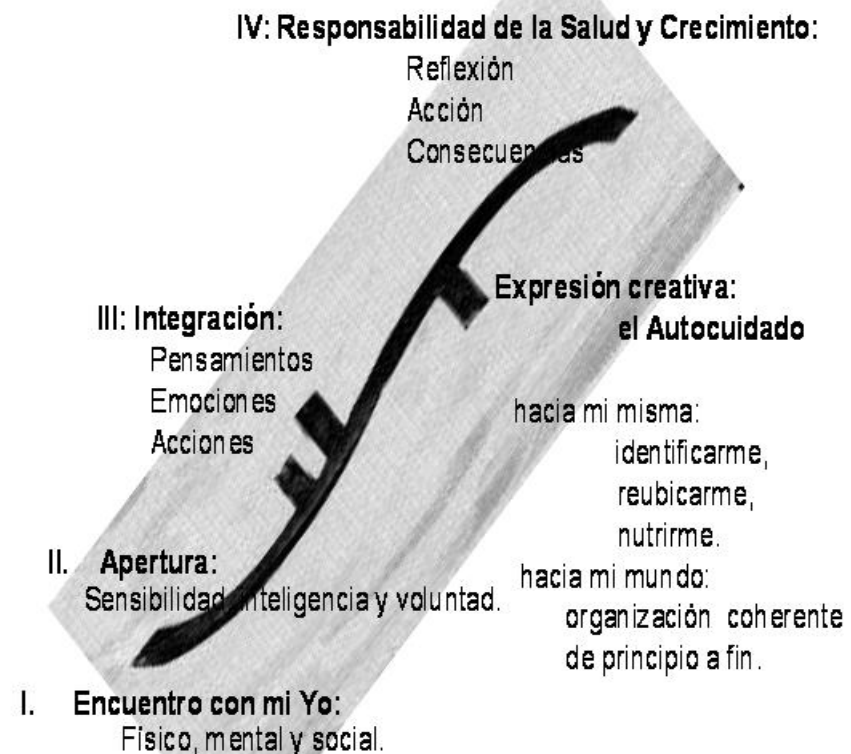 IV: Responsabilidad de la Salud y Crecimiento:
Reflexión
Acción
Consecuencias
Expresión creativa:
el Autocuidado
III: Integración:
Pensamientos
Emociones
Acciones
hacia mi misma:
identificarme,
reubicarme,
nutrirme.
hacia mi mundo:
organización coherente
de principio a fin.
II. Apertura:
Sensibilidad, inteligencia y voluntad.
I. Encuentro con mi Yo:
Físico, mental y social.